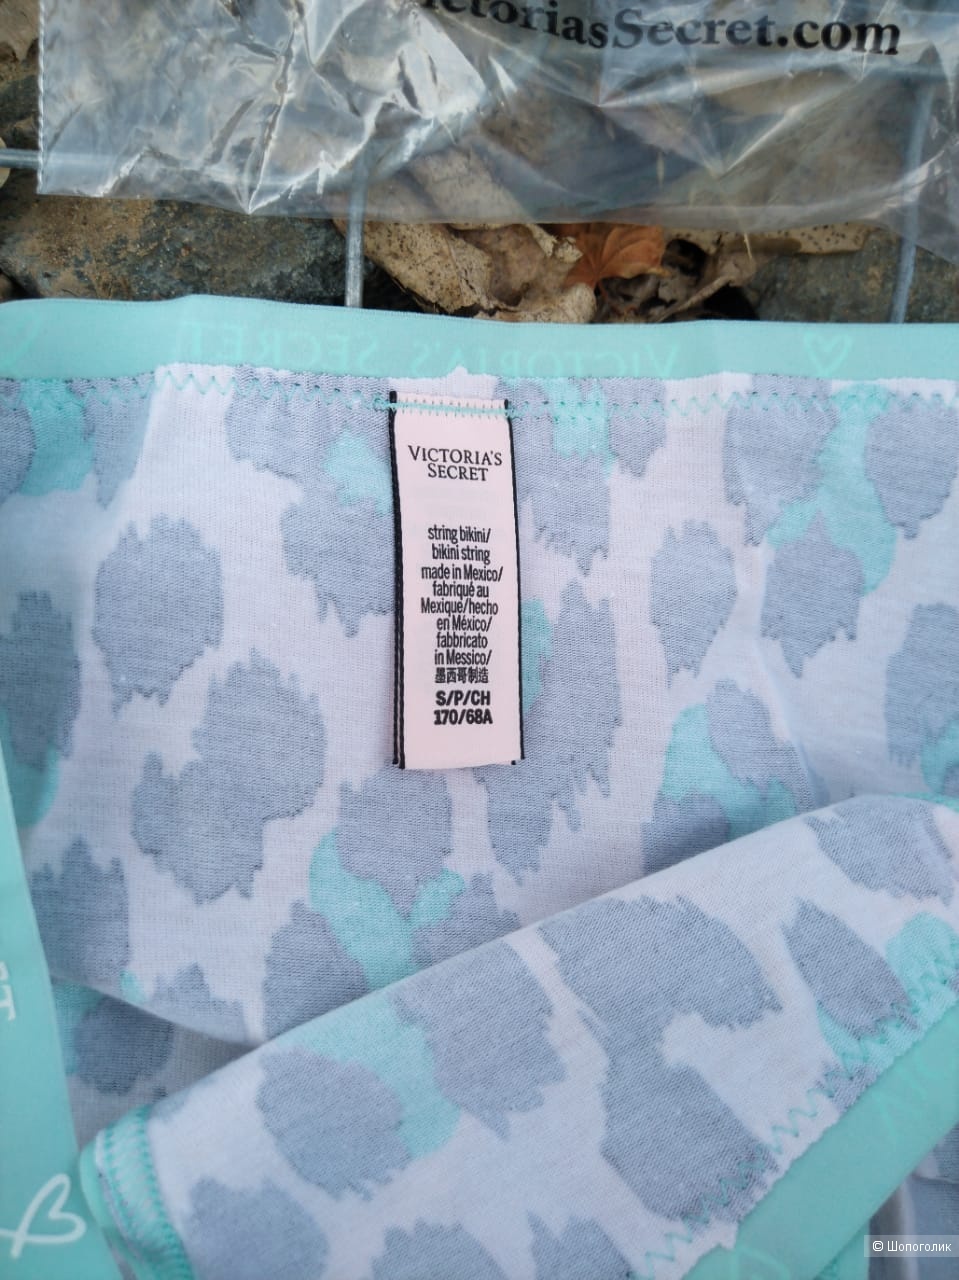 VictoriasSecret.com
VICTORIA'S SECRET
VICTORIA'S
SECRET
string bikini/
bikini string
made in Mexico/
fabriqué au
Mexique/hecho
en México/
fabbricato
in Messico/
墨西哥制造
S/P/CH
170/68A
© Шопоголик